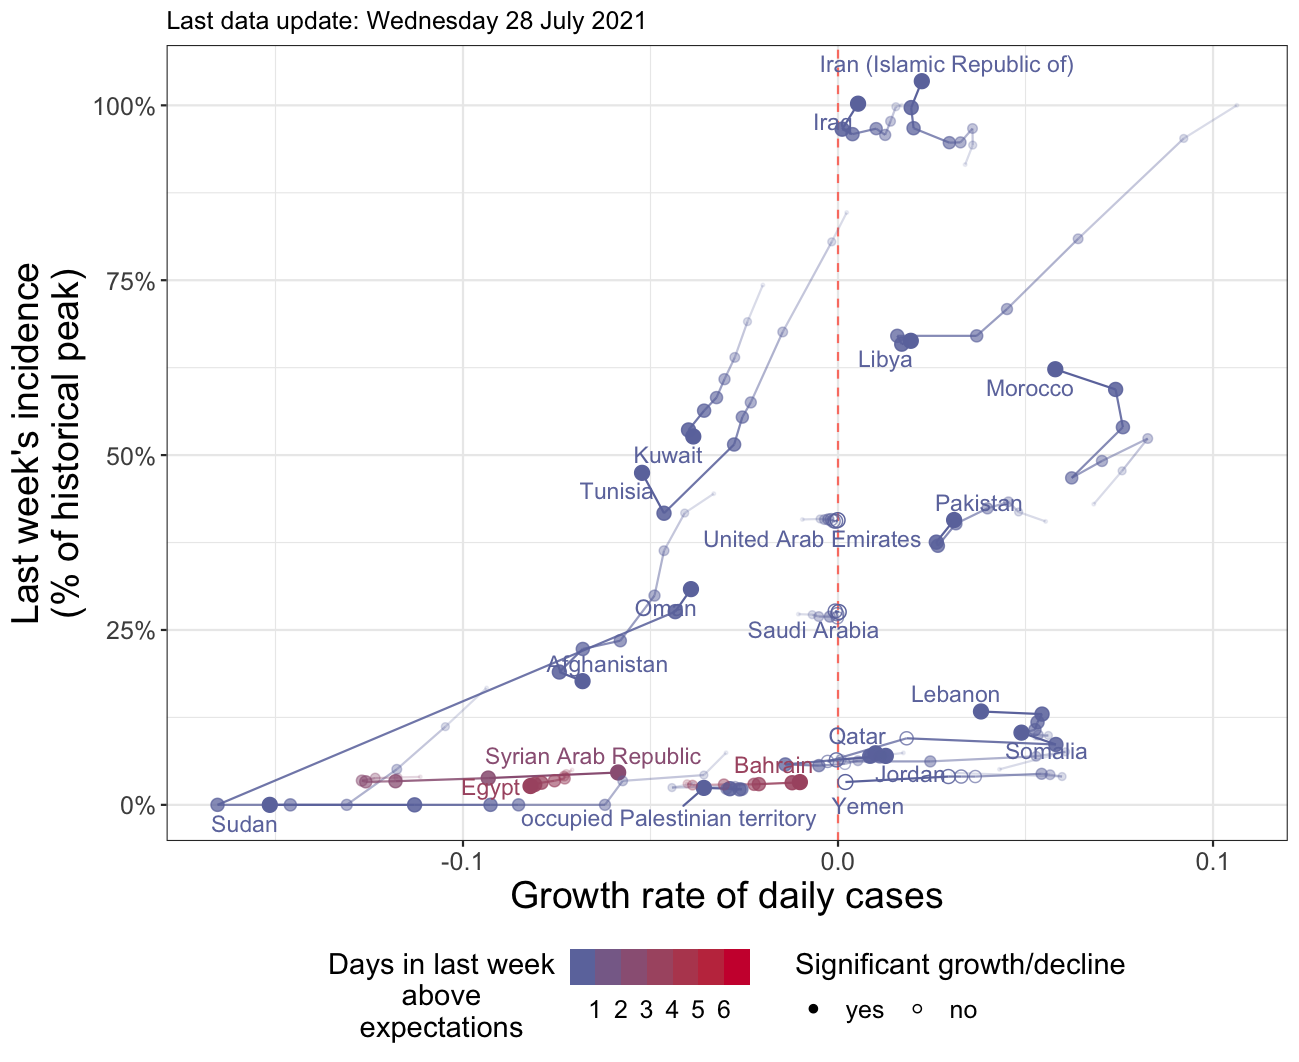 Last data update: Wednesday 28 July 2021
Last week's incidence
(% of historical peak)
100%
75%
50%
25%
0%
Iran (Islamic Republic of)
Iraq
Libya
Morocco
Kuwait
Tunisia
Pakistan
United Arab Emirates
Oman
Saudi Arabia
Afghanistan
Lebanon
Qatar
Somalia
Syrian Arab Republic
Bahrain
Jordan
Egypt
Yemen
occupied Palestinian territory
Sudan
-0.1
0.0
0.1
Growth rate of daily cases
Days in last week
above
expectations
1 2 3 4 5 6
Significant growth/decline
yes
no